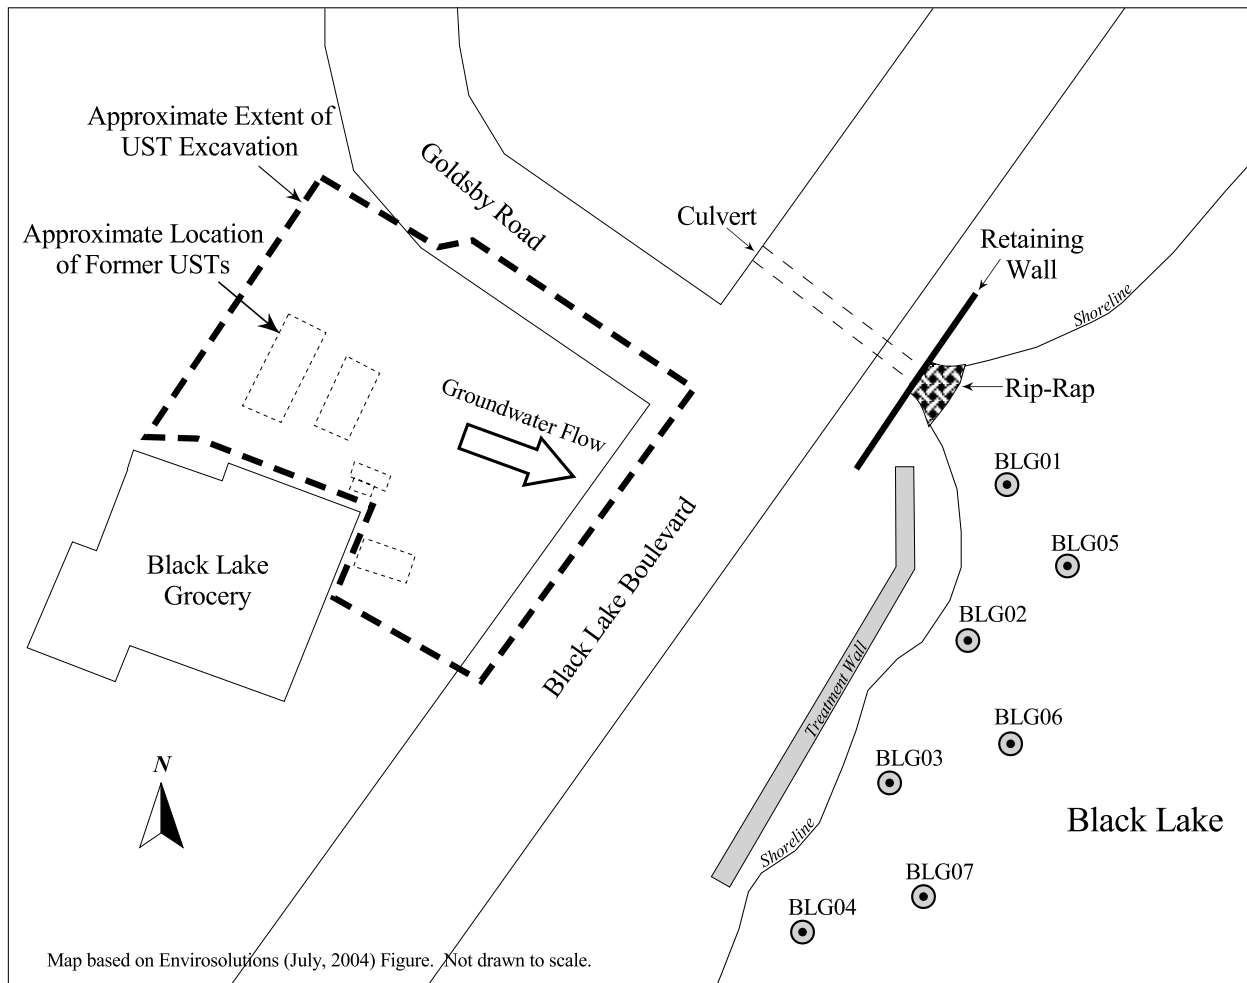 Approximate Extent of
UST Excavation
Goldsby Road
Culvert
Approximate Location
of Former USTs
Retaining
Wall
Shoreline
Groundwater Flow
Rip-Rap
BLG01
Black Lake Boulevard
BLG05
Black Lake
Grocery
BLG02
Treatment Wall
BLG06
BLG03
N
Black Lake
Shoreline
BLG07
BLG04
Map based on Envirosolutions (July, 2004) Figure. Not drawn to scale.